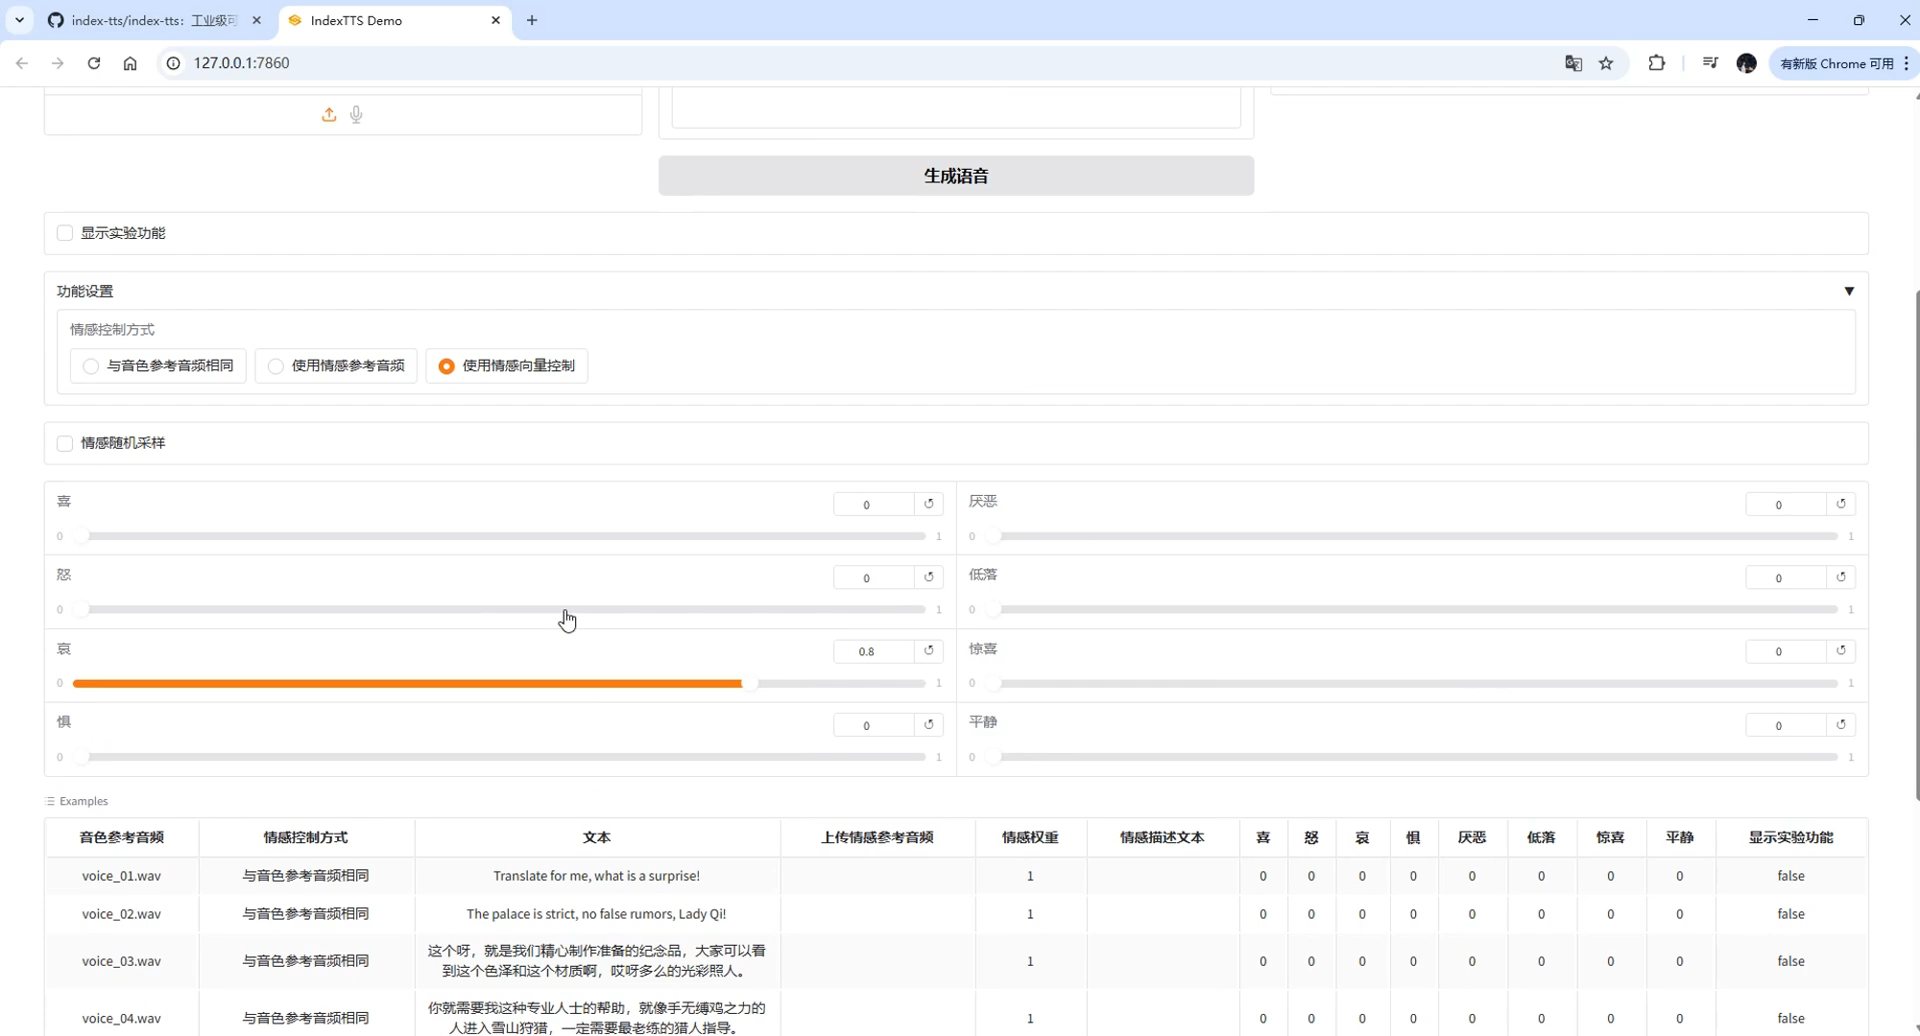 index-tts/index-tts：工业级可
IndexTTS Demo
127.0.0.1:7860
有新版 Chrome 可用
生成语音
显示实验功能
功能设置
情感控制方式
与音色参考音频相同
使用情感参考音频
使用情感向量控制
情感随机采样
喜 0
0 1
厌恶 0
0 1
怒 0
0 1
低落 0
0 1
哀 0.8
0 1
惊喜 0
0 1
惧 0
0 1
平静 0
0 1
Examples
音色参考音频 情感控制方式 文本 上传情感参考音频 情感权重 情感描述文本 喜 怒 哀 惧 厌恶 低落 惊喜 平静 显示实验功能
voice_01.wav 与音色参考音频相同 Translate for me, what is a surprise! 1 0 0 0 0 0 0 0 0 false
voice_02.wav 与音色参考音频相同 The palace is strict, no false rumors, Lady Qi! 1 0 0 0 0 0 0 0 0 false
voice_03.wav 与音色参考音频相同 这个呀，就是我们精心制作准备的纪念品，大家可以看
到这个色泽和这个材质啊，哎呀多么的光彩照人。 1 0 0 0 0 0 0 0 0 false
voice_04.wav 与音色参考音频相同 你就需要我这种专业人士的帮助，就像手无缚鸡之力的
人进入雪山狩猎，一定需要最老练的猎人指导。 1 0 0 0 0 0 0 0 0 false